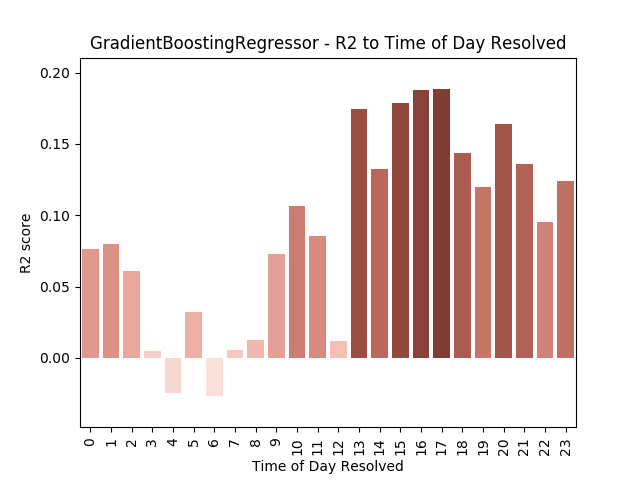 GradientBoostingRegressor - R2 to Time of Day Resolved
0.20
0.15
0.10
0.05
0.00
R2 score
0 1 2 3 4 5 6 7 8 9 10 11 12 13 14 15 16 17 18 19 20 21 22 23
Time of Day Resolved